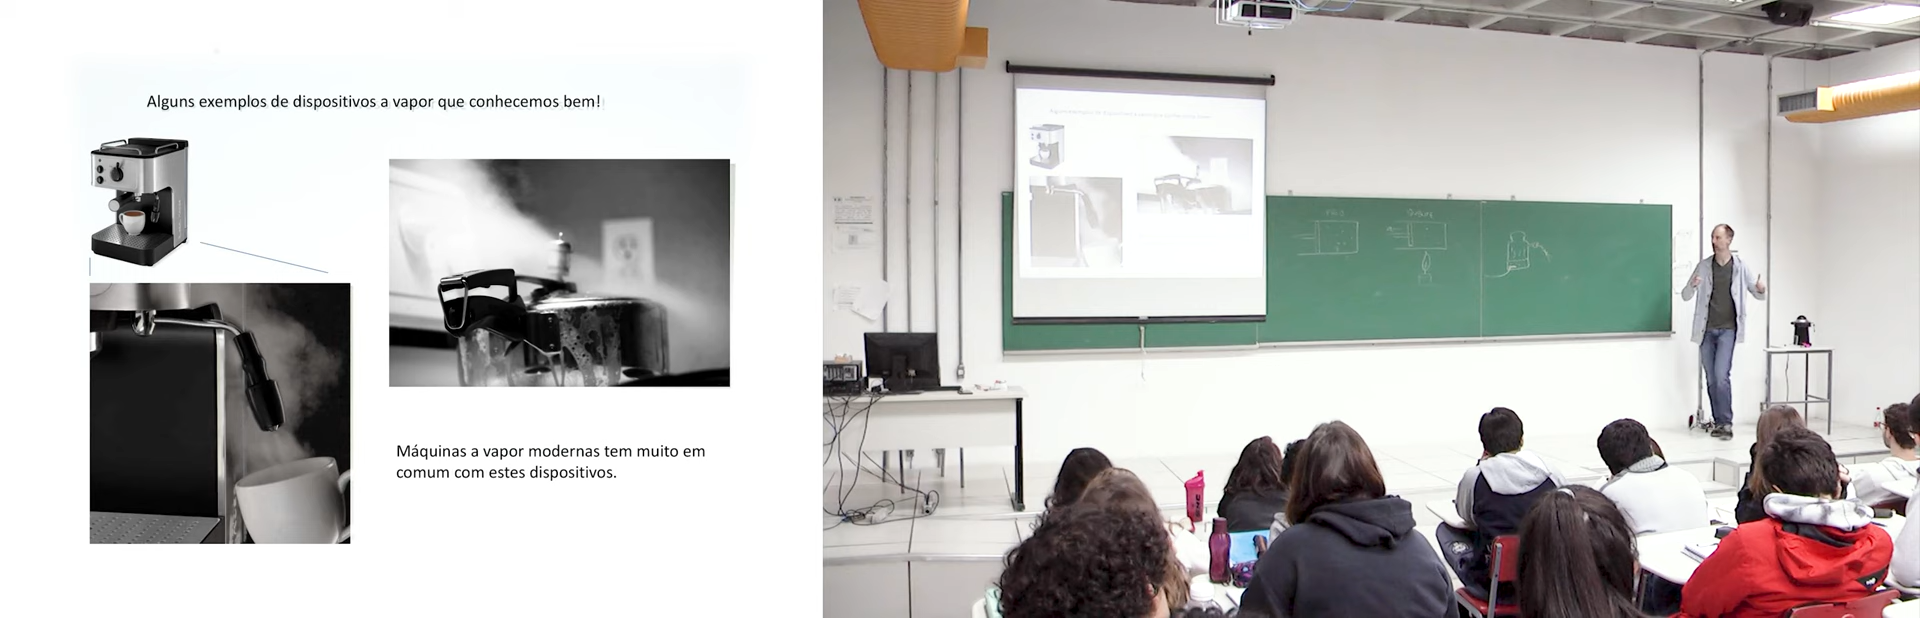 Alguns exemplos de dispositivos a vapor que conhecemos bem!
Máquinas a vapor modernas tem muito em
comum com estes dispositivos.